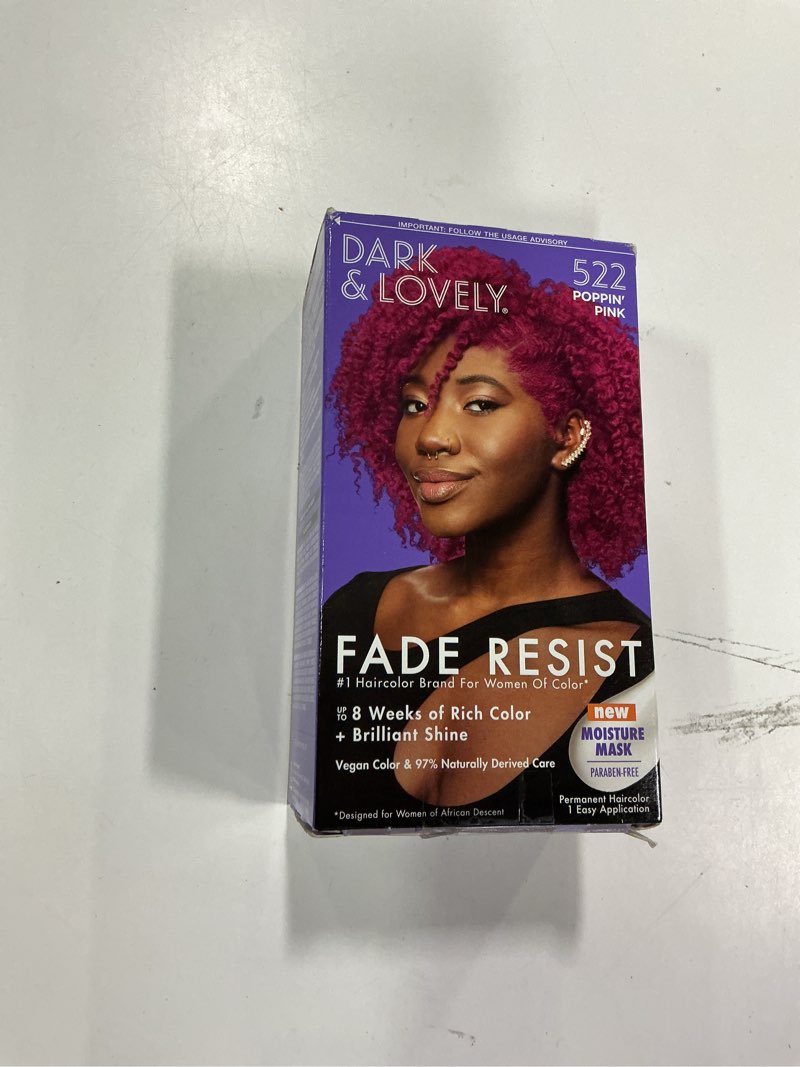 IMPORTANT: FOLLOW THE USAGE ADVISORY
DARK
& LOVELY®
522
POPPIN'
PINK
FADE RESIST
#1 Haircolor Brand For Women Of Color*
UP TO 8 Weeks of Rich Color
+ Brilliant Shine
Vegan Color & 97% Naturally Derived Care
new
MOISTURE
MASK
PARABEN-FREE
Permanent Haircolor
1 Easy Application
*Designed for Women of African Descent